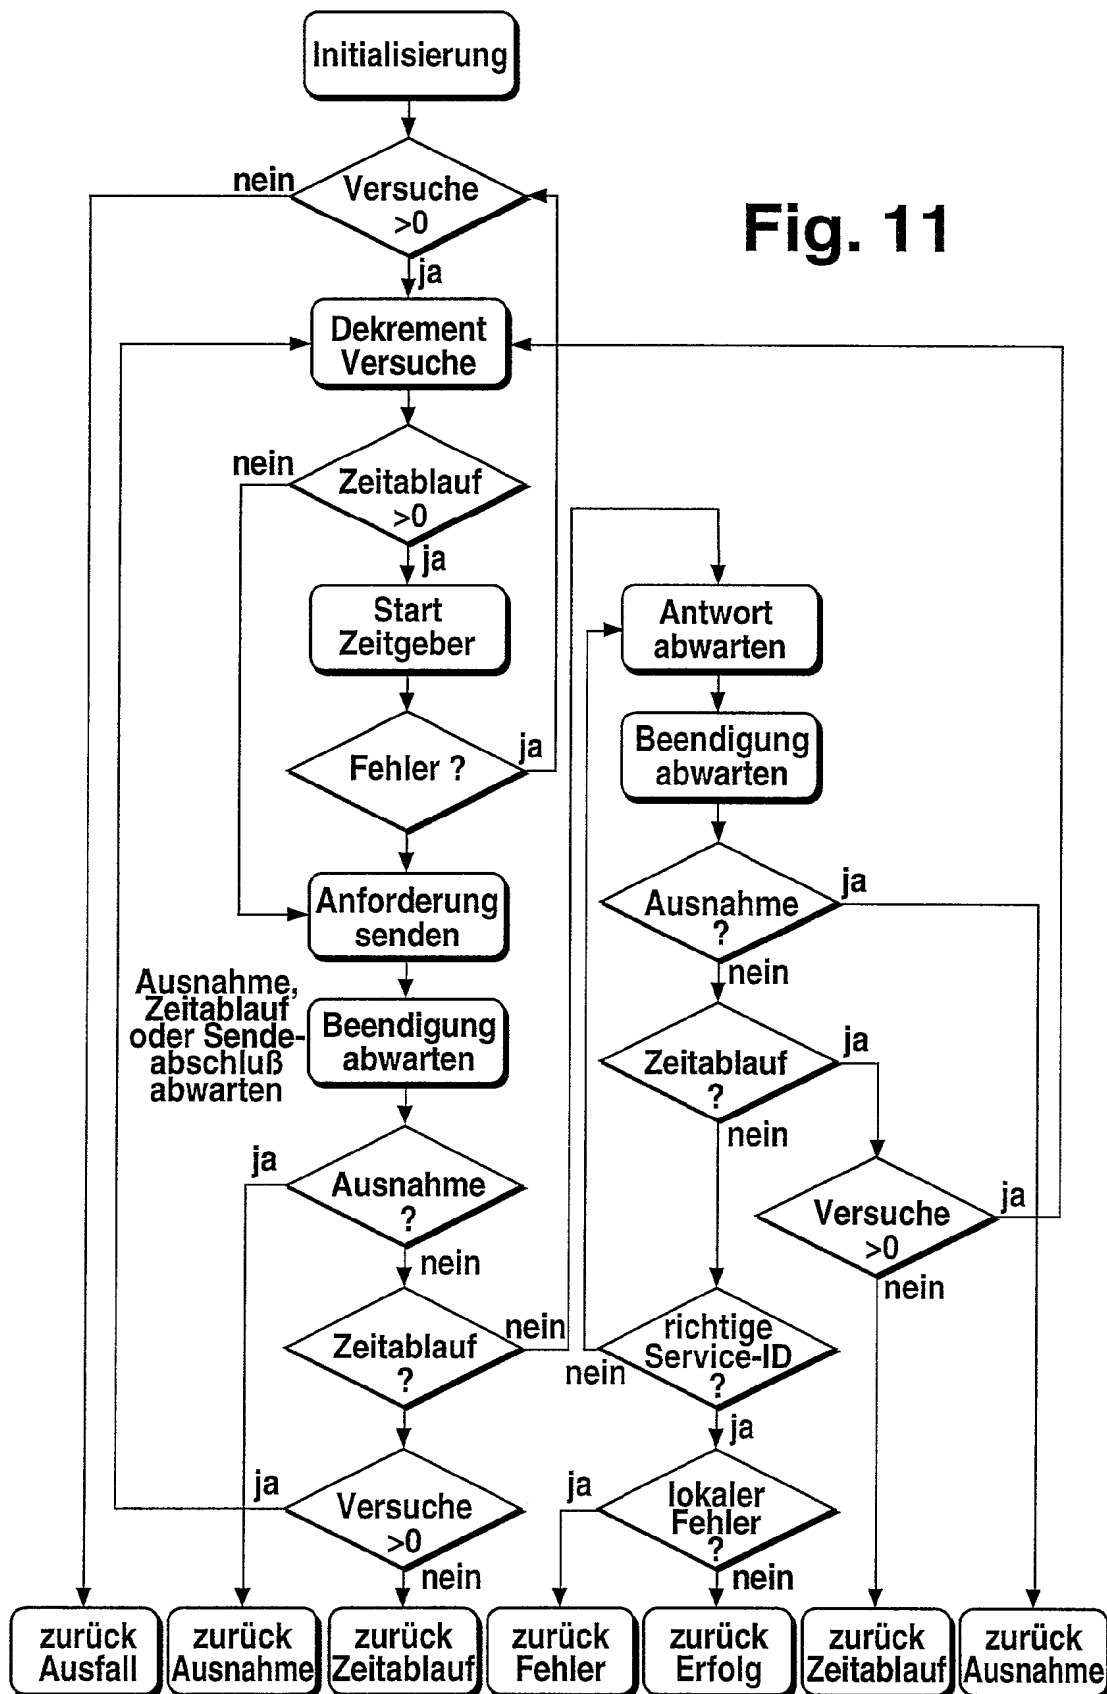 Initialisierung
nein
Versuche
>0
Fig. 11
ja
Dekrement
Versuche
nein
Zeitablauf
>0
ja
Start
Zeitgeber
Antwort
abwarten
Fehler ?
ja
Beendigung
abwarten
Anforderung
senden
Ausnahme
?
ja
nein
Ausnahme,
Zeitablauf
oder Sende-
abschluß
abwarten
Beendigung
abwarten
Zeitablauf
?
ja
nein
ja
Ausnahme
?
nein
Versuche
>0
ja
nein
Zeitablauf
?
nein
richtige
Service-ID
?
nein
ja
ja
Versuche
>0
nein
ja
lokaler
Fehler
?
nein
zurück
Ausfall
zurück
Ausnahme
zurück
Zeitablauf
zurück
Fehler
zurück
Erfolg
zurück
Zeitablauf
zurück
Ausnahme